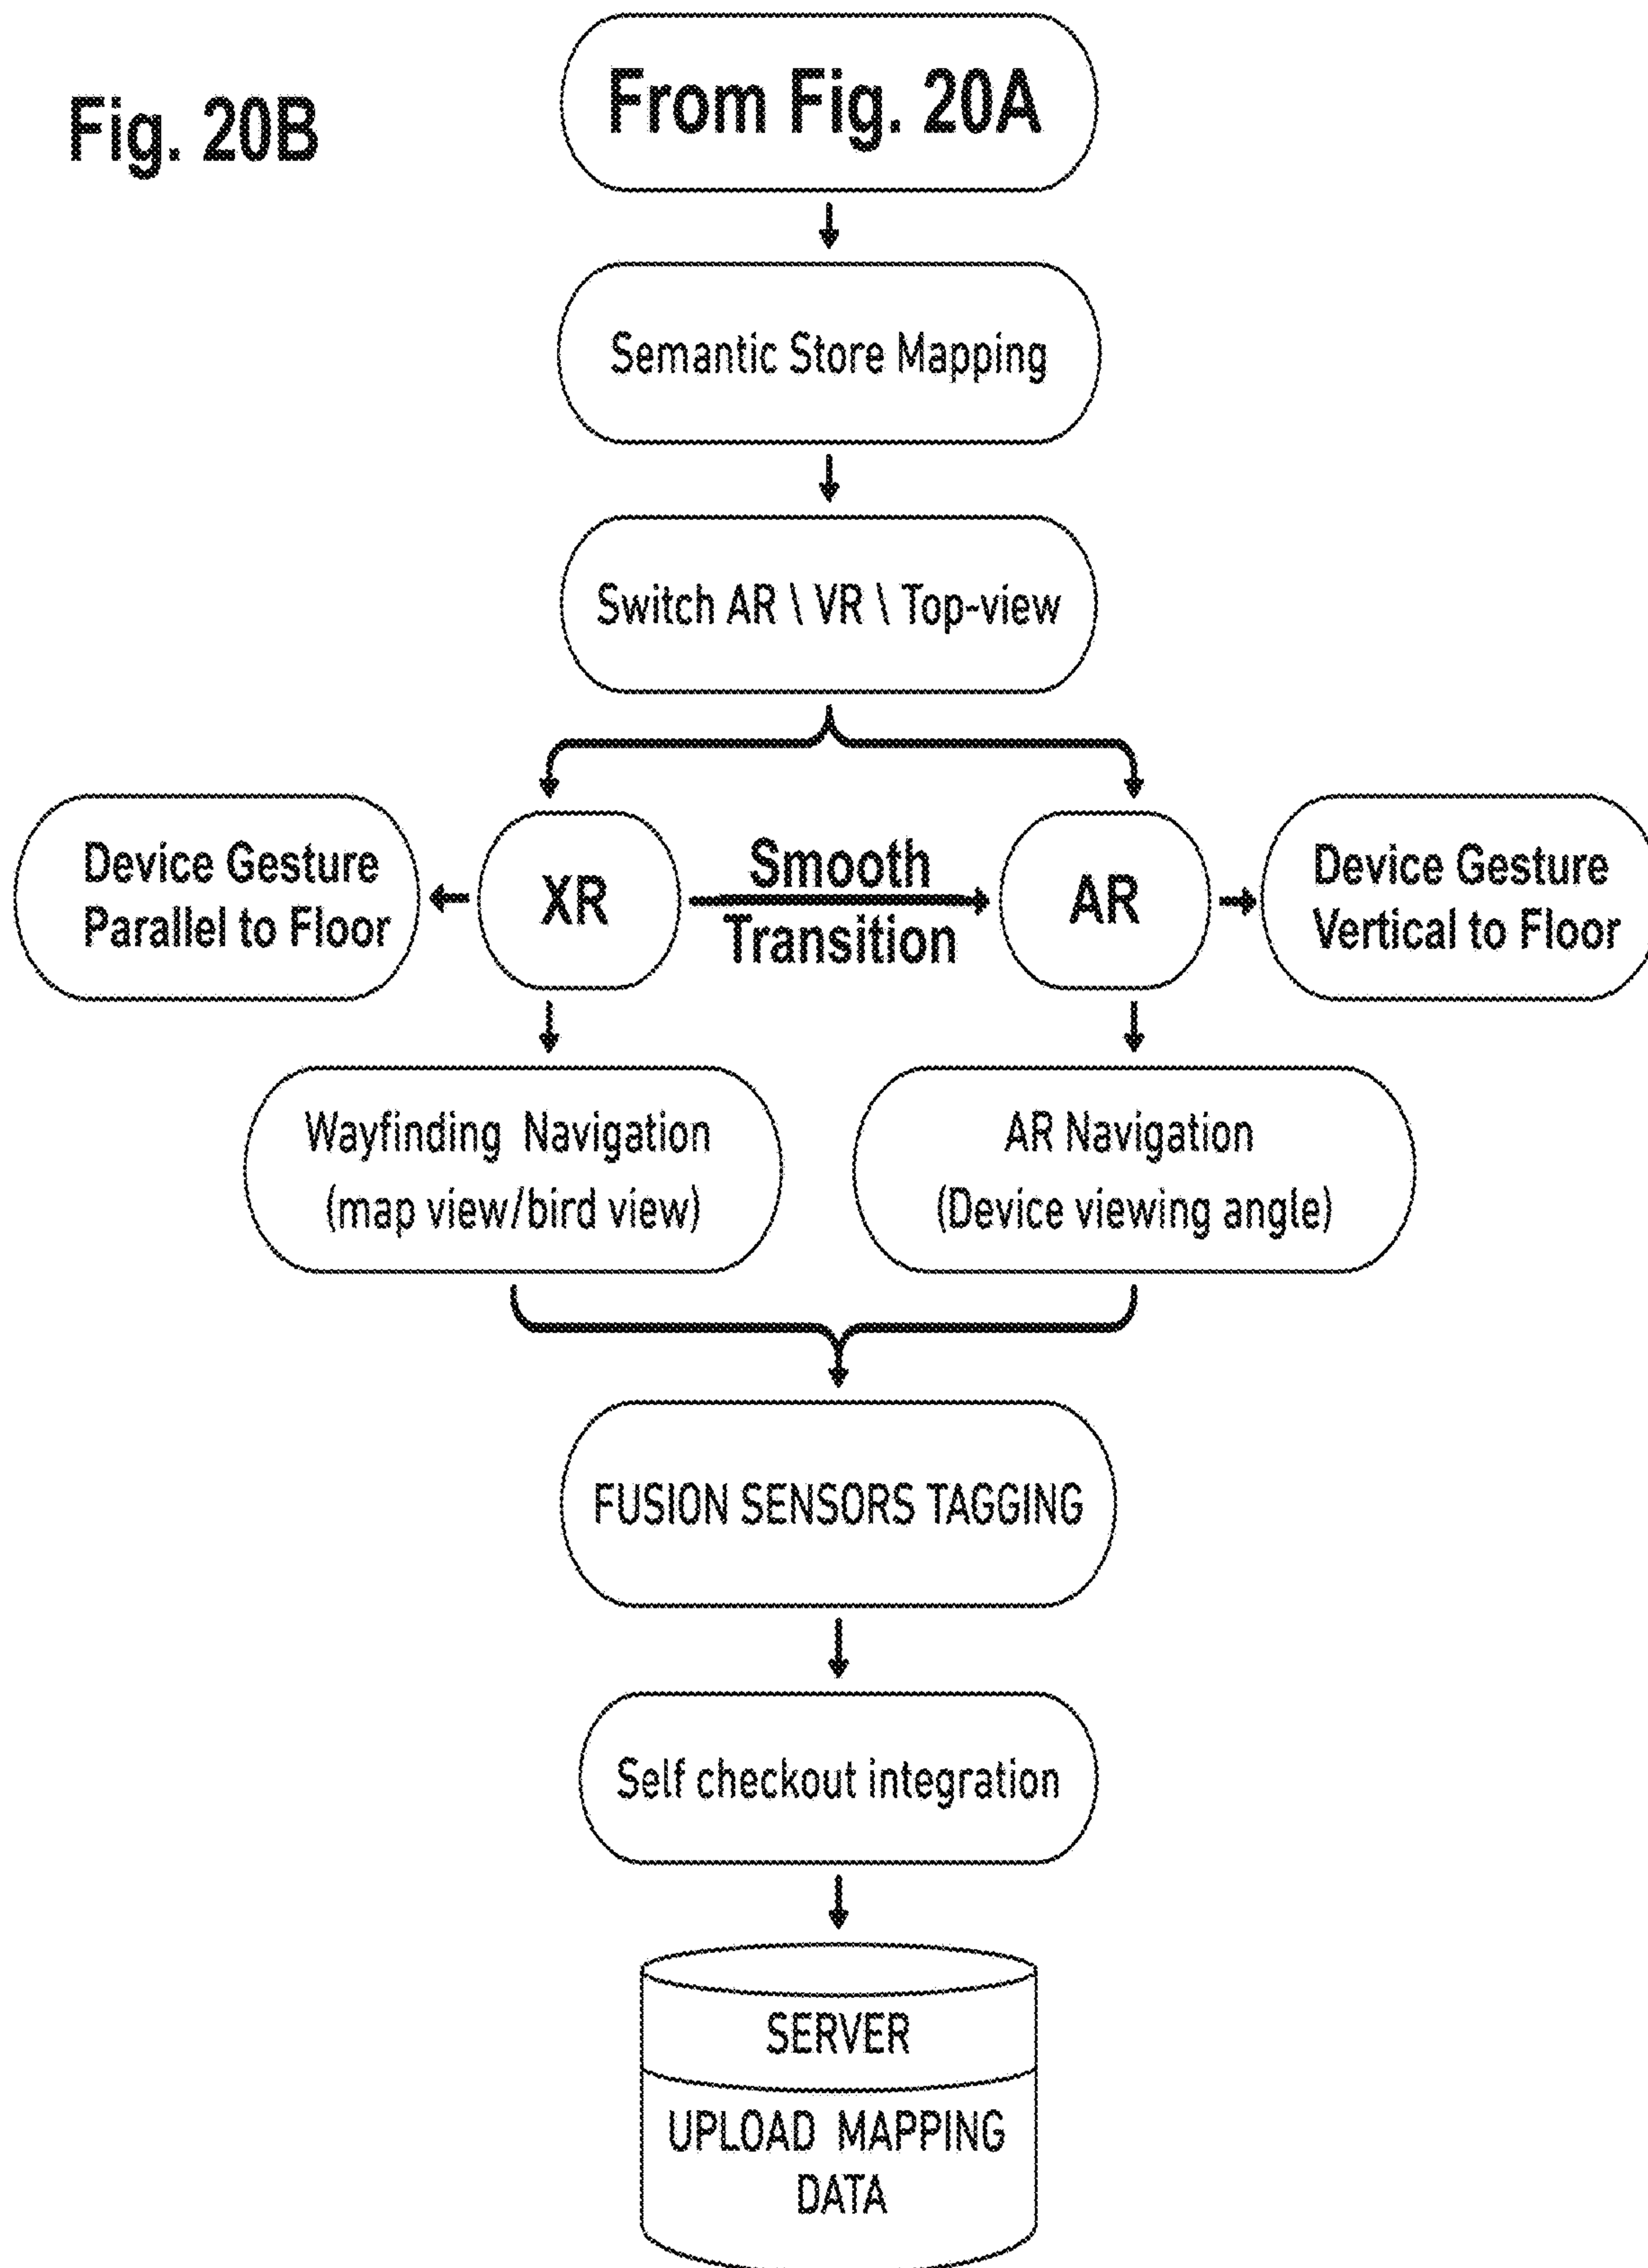 Fig. 20B
From Fig. 20A
Semantic Store Mapping
Switch AR \ VR \ Top-view
Device Gesture
Parallel to Floor
XR
Smooth
Transition
AR
Device Gesture
Vertical to Floor
Wayfinding Navigation
(map view/bird view)
AR Navigation
(Device viewing angle)
FUSION SENSORS TAGGING
Self checkout integration
SERVER
UPLOAD MAPPING
DATA